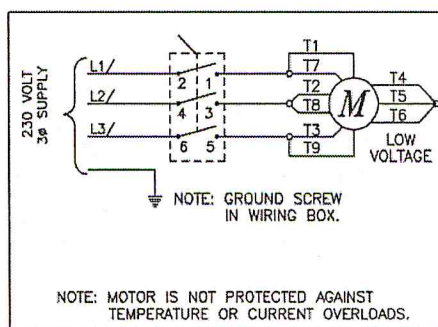 230 VOLT
3ø SUPPLY
L1/
L2/
L3/
2 1
4 3
6 5
T1
T7
T2
T8
T3
T9
M
T4
T5
T6
LOW
VOLTAGE
NOTE: GROUND SCREW
IN WIRING BOX.
NOTE: MOTOR IS NOT PROTECTED AGAINST
TEMPERATURE OR CURRENT OVERLOADS.